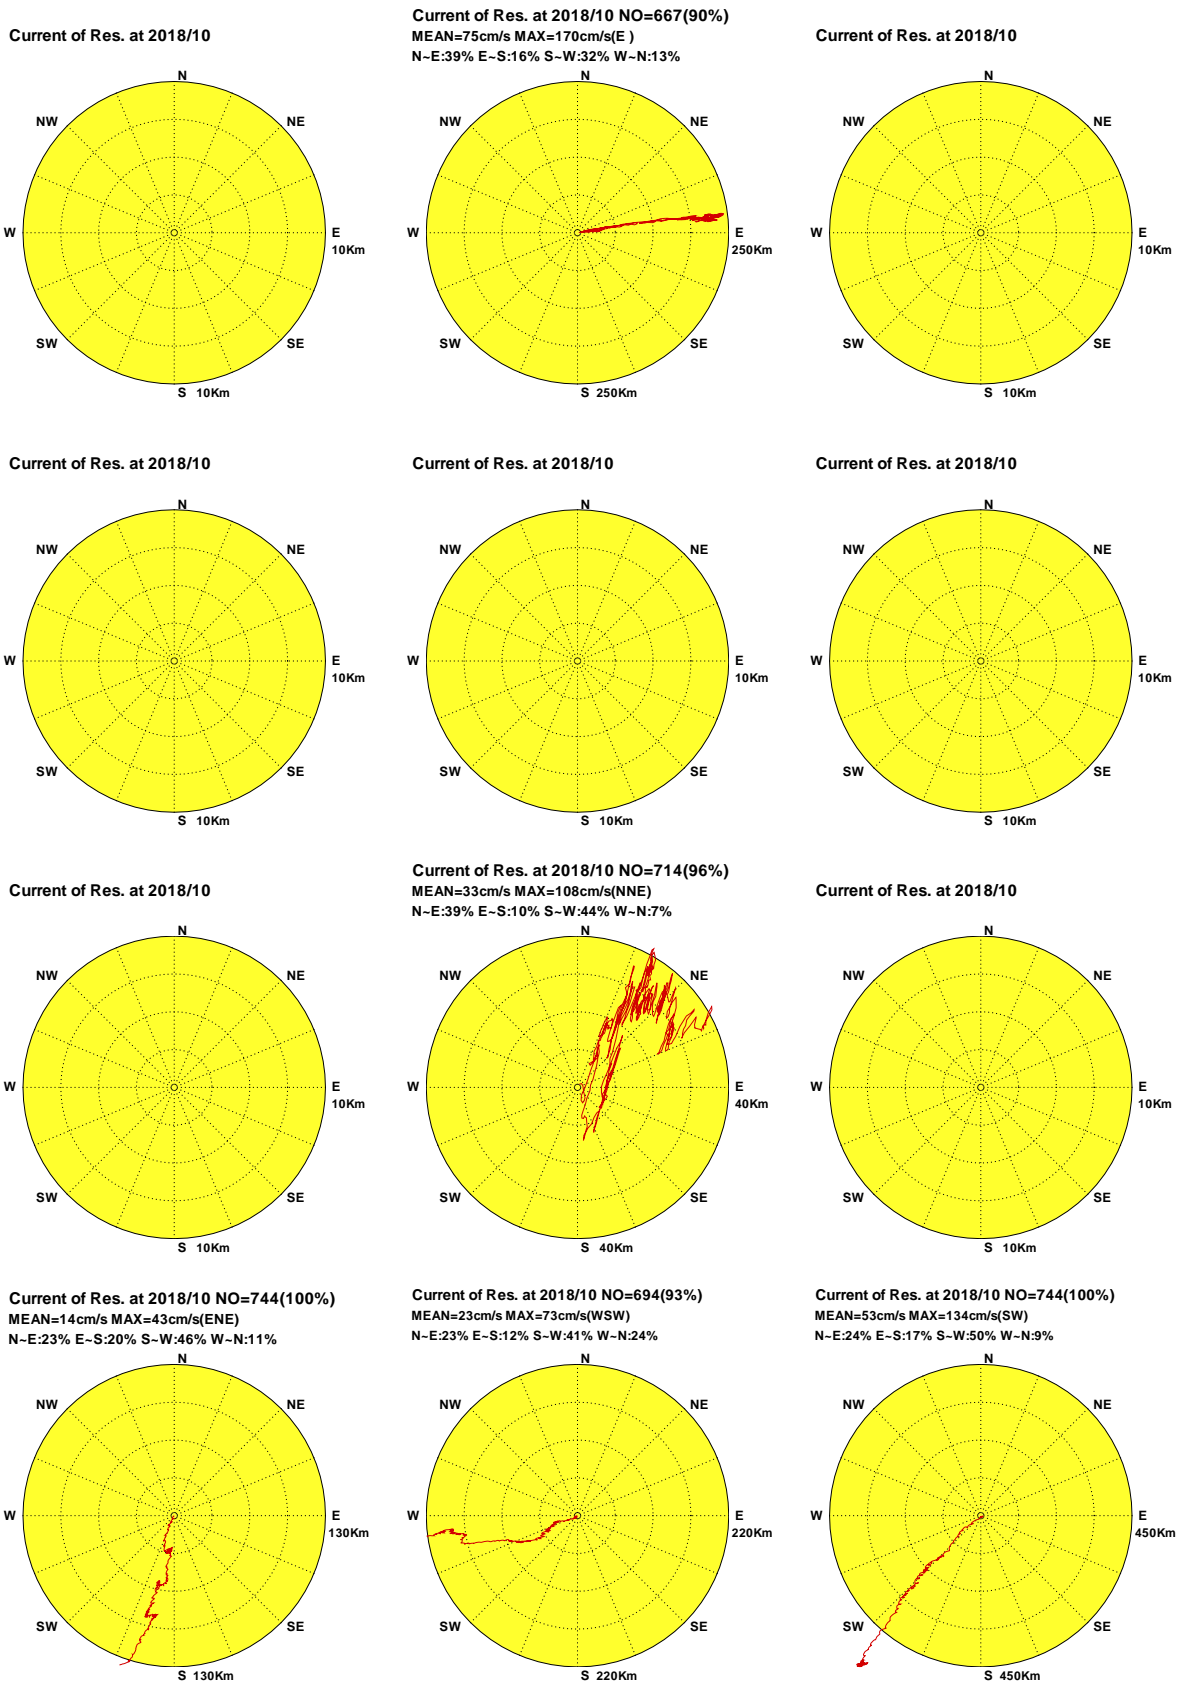 Current of Res. at 2018/10
N
NW
NE
W
E
10Km
SW
SE
S 10Km
Current of Res. at 2018/10 NO=667(90%)
MEAN=75cm/s MAX=170cm/s(E )
N~E:39% E~S:16% S~W:32% W~N:13%
N
NW
NE
W
E
250Km
SW
SE
S 250Km
Current of Res. at 2018/10
N
NW
NE
W
E
10Km
SW
SE
S 10Km
Current of Res. at 2018/10
N
NW
NE
W
E
10Km
SW
SE
S 10Km
Current of Res. at 2018/10
N
NW
NE
W
E
10Km
SW
SE
S 10Km
Current of Res. at 2018/10
N
NW
NE
W
E
10Km
SW
SE
S 10Km
Current of Res. at 2018/10
N
NW
NE
W
E
10Km
SW
SE
S 10Km
Current of Res. at 2018/10 NO=714(96%)
MEAN=33cm/s MAX=108cm/s(NNE)
N~E:39% E~S:10% S~W:44% W~N:7%
N
NW
NE
W
E
40Km
SW
SE
S 40Km
Current of Res. at 2018/10
N
NW
NE
W
E
10Km
SW
SE
S 10Km
Current of Res. at 2018/10 NO=744(100%)
MEAN=14cm/s MAX=43cm/s(ENE)
N~E:23% E~S:20% S~W:46% W~N:11%
N
NW
NE
W
E
130Km
SW
SE
S 130Km
Current of Res. at 2018/10 NO=694(93%)
MEAN=23cm/s MAX=73cm/s(WSW)
N~E:23% E~S:12% S~W:41% W~N:24%
N
NW
NE
W
E
220Km
SW
SE
S 220Km
Current of Res. at 2018/10 NO=744(100%)
MEAN=53cm/s MAX=134cm/s(SW)
N~E:24% E~S:17% S~W:50% W~N:9%
N
NW
NE
W
E
450Km
SW
SE
S 450Km